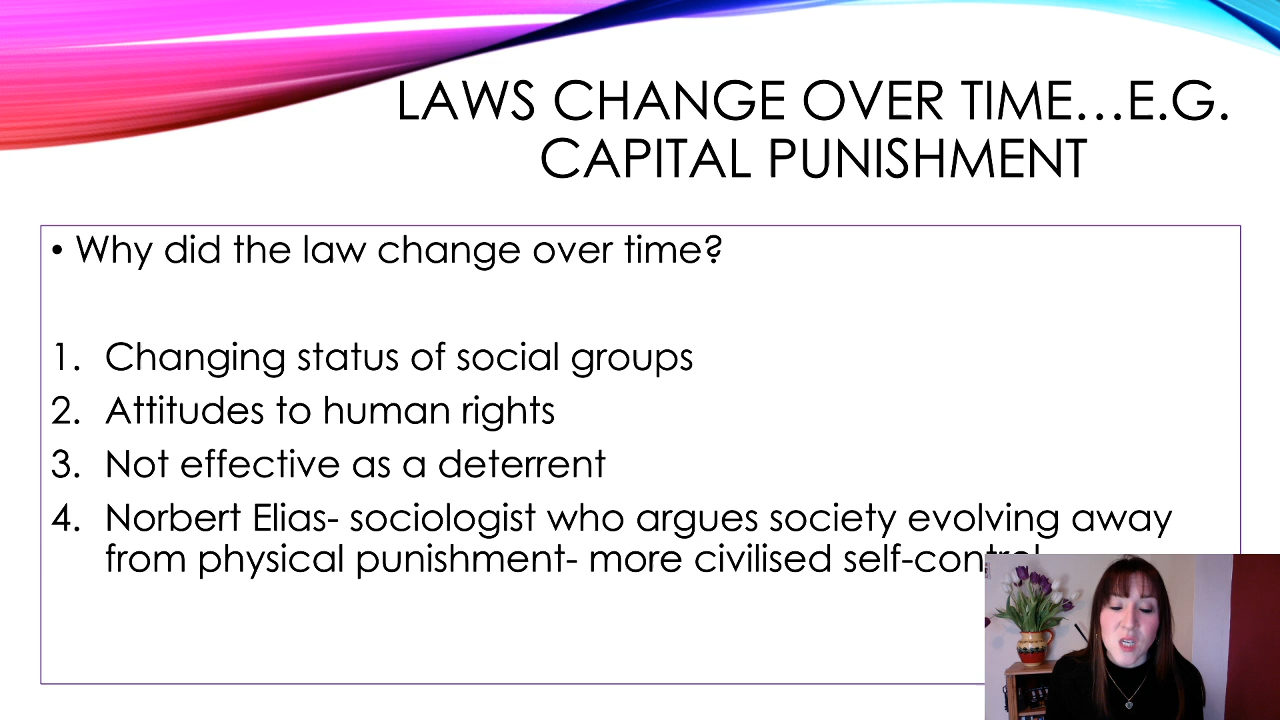 LAWS CHANGE OVER TIME...E.G.
CAPITAL PUNISHMENT
• Why did the law change over time?
1. Changing status of social groups
2. Attitudes to human rights
3. Not effective as a deterrent
4. Norbert Elias- sociologist who argues society evolving away
from physical punishment- more civilised self-control